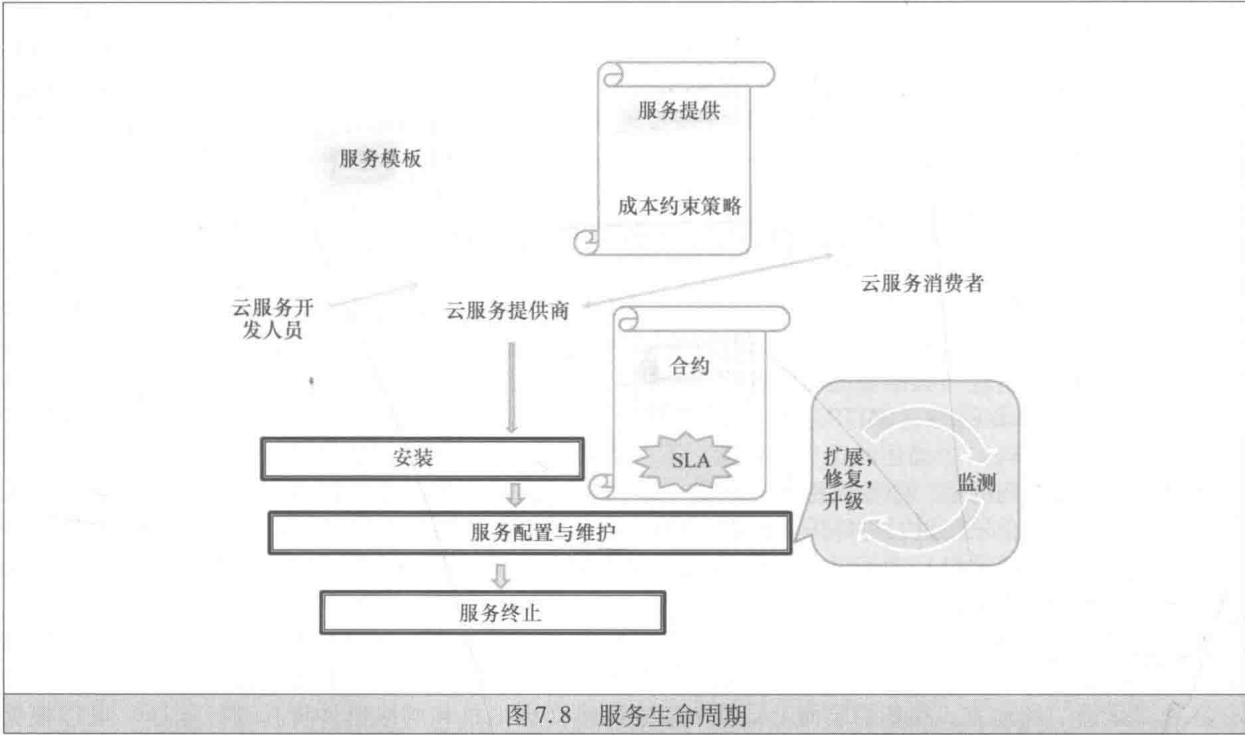 服务提供
服务模板
成本约束策略
云服务消费者
云服务开
发人员
云服务提供商
合约
安装
SLA
扩展，
修复，
升级
监测
服务配置与维护
服务终止
图7.8 服务生命周期